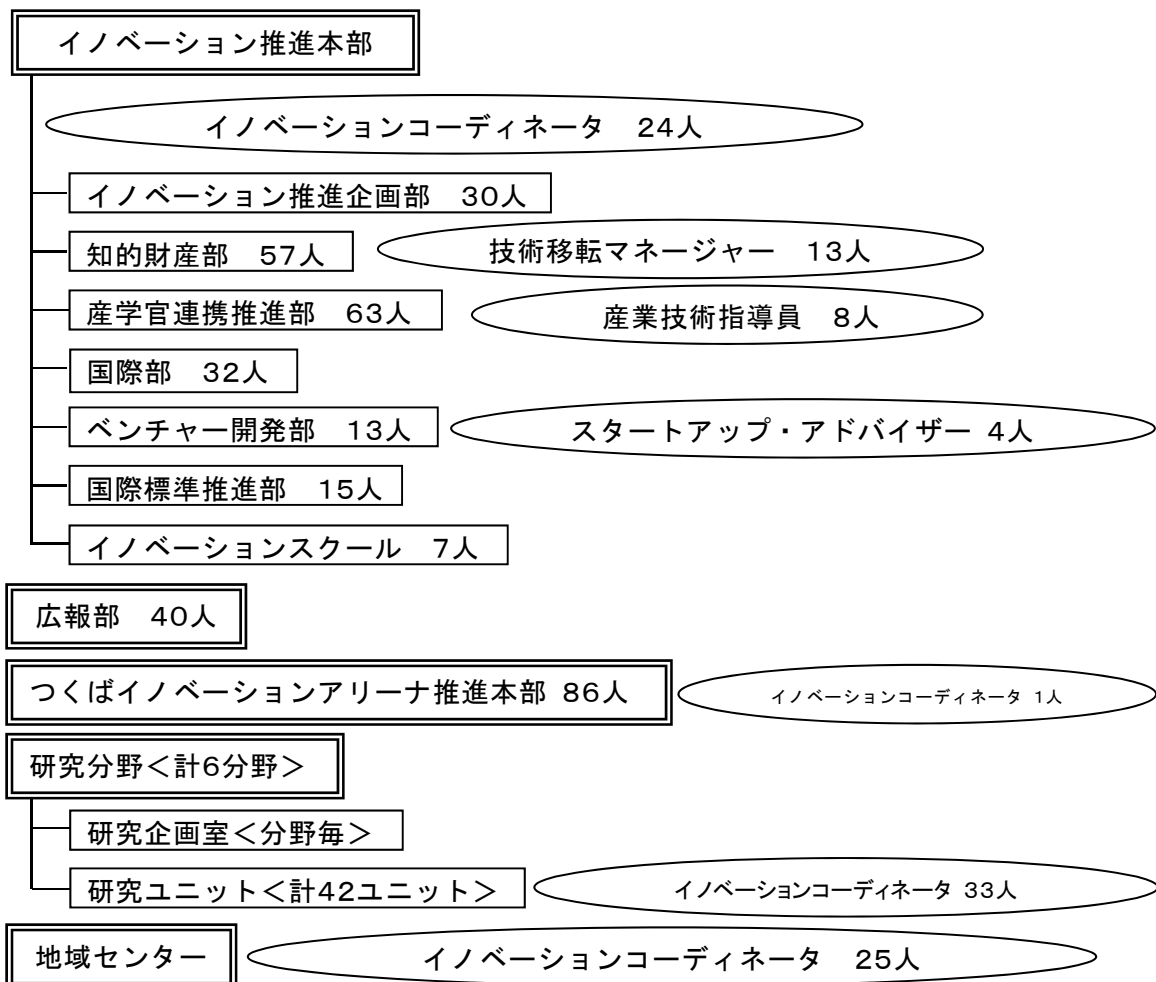 イノベーション推進本部
イノベーションコーディネータ　24人
イノベーション推進企画部　30人
知的財産部　57人
技術移転マネージャー　13人
産学官連携推進部　63人
産業技術指導員　8人
国際部　32人
ベンチャー開発部　13人
スタートアップ・アドバイザー 4人
国際標準推進部　15人
イノベーションスクール　7人
広報部　40人
つくばイノベーションアリーナ推進本部 86人
イノベーションコーディネータ 1人
研究分野＜計6分野＞
研究企画室＜分野毎＞
研究ユニット＜計42ユニット＞
イノベーションコーディネータ 33人
地域センター
イノベーションコーディネータ　25人